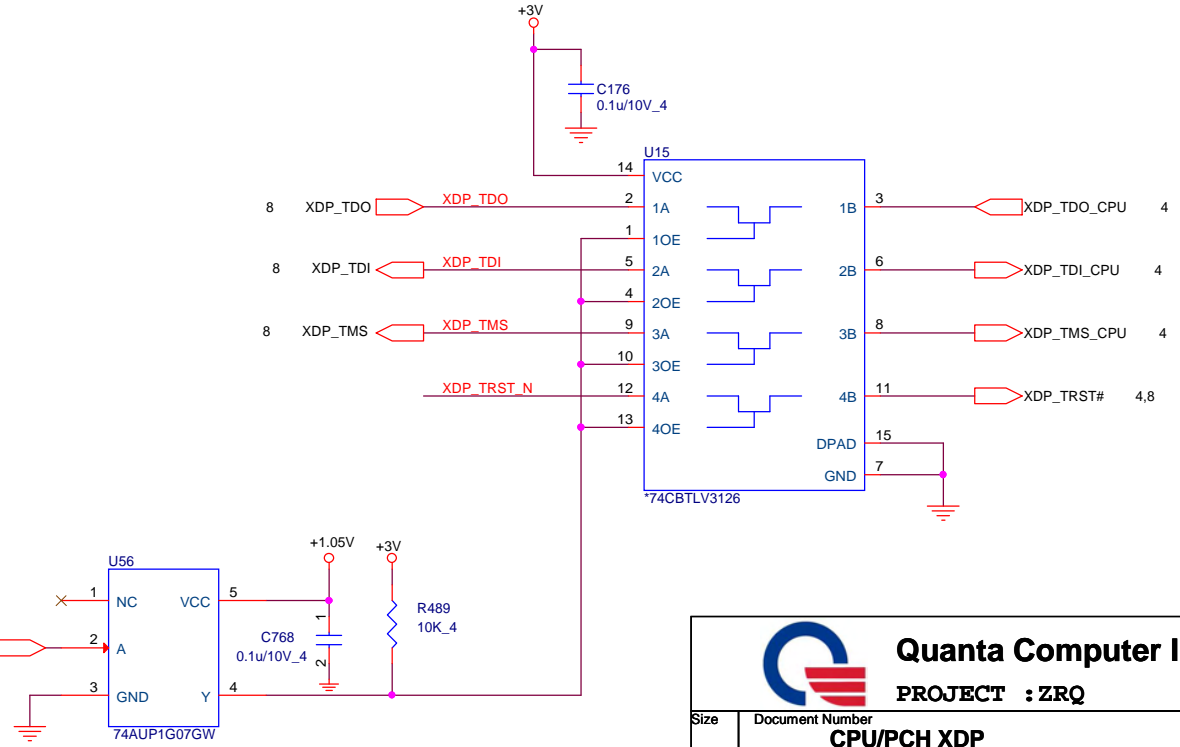 +3V
C176
0.1u/10V_4
U15
14 VCC
8 XDP_TDO XDP_TDO 2 1A 1B 3 XDP_TDO_CPU 4
1 1OE
8 XDP_TDI XDP_TDI 5 2A 2B 6 XDP_TDI_CPU 4
4 2OE
8 XDP_TMS XDP_TMS 9 3A 3B 8 XDP_TMS_CPU 4
10 3OE
XDP_TRST_N 12 4A 4B 11 XDP_TRST# 4,8
13 4OE
DPAD 15
GND 7
*74CBTLV3126
+1.05V
+3V
U56
1 NC VCC 5
2 A
3 GND Y 4
74AUP1G07GW
1
C768
0.1u/10V_4
2
R489
10K_4
Quanta Computer I
PROJECT : ZRQ
Size Document Number
CPU/PCH XDP